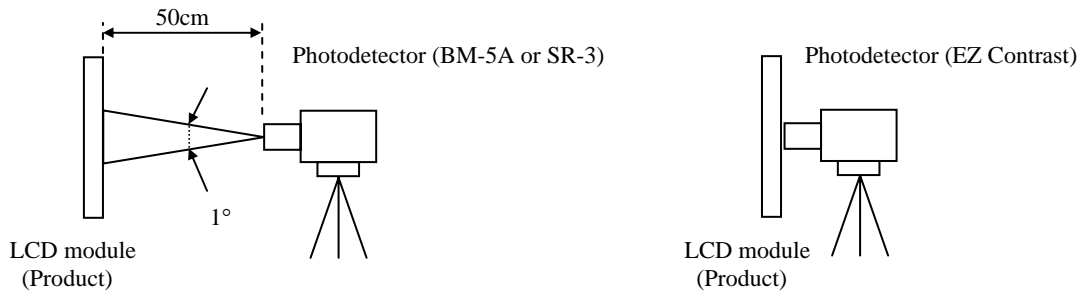 50cm
Photodetector (BM-5A or SR-3)
1°
LCD module
(Product)
Photodetector (EZ Contrast)
LCD module
(Product)